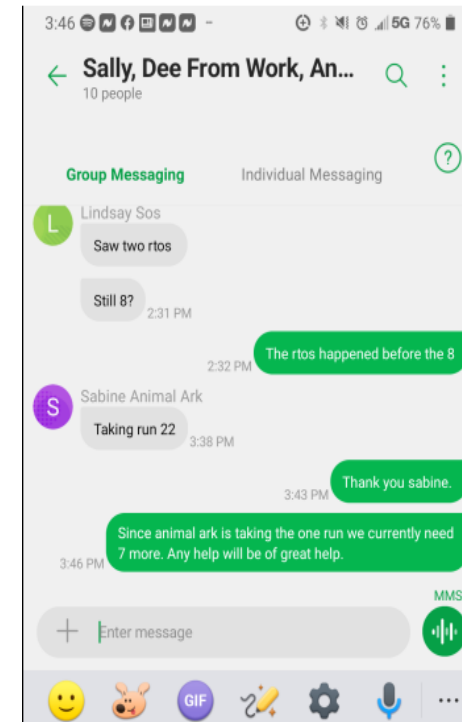 3:46 - 5G 76%
Sally, Dee From Work, An...
10 people
?
Group Messaging Individual Messaging
L Lindsay Sos
Saw two rtos
Still 8?
2:31 PM
The rtos happened before the 8
2:32 PM
S Sabine Animal Ark
Taking run 22
3:38 PM
Thank you sabine.
3:43 PM
Since animal ark is taking the one run we currently need
7 more. Any help will be of great help.
3:46 PM
MMS
Enter message
GIF